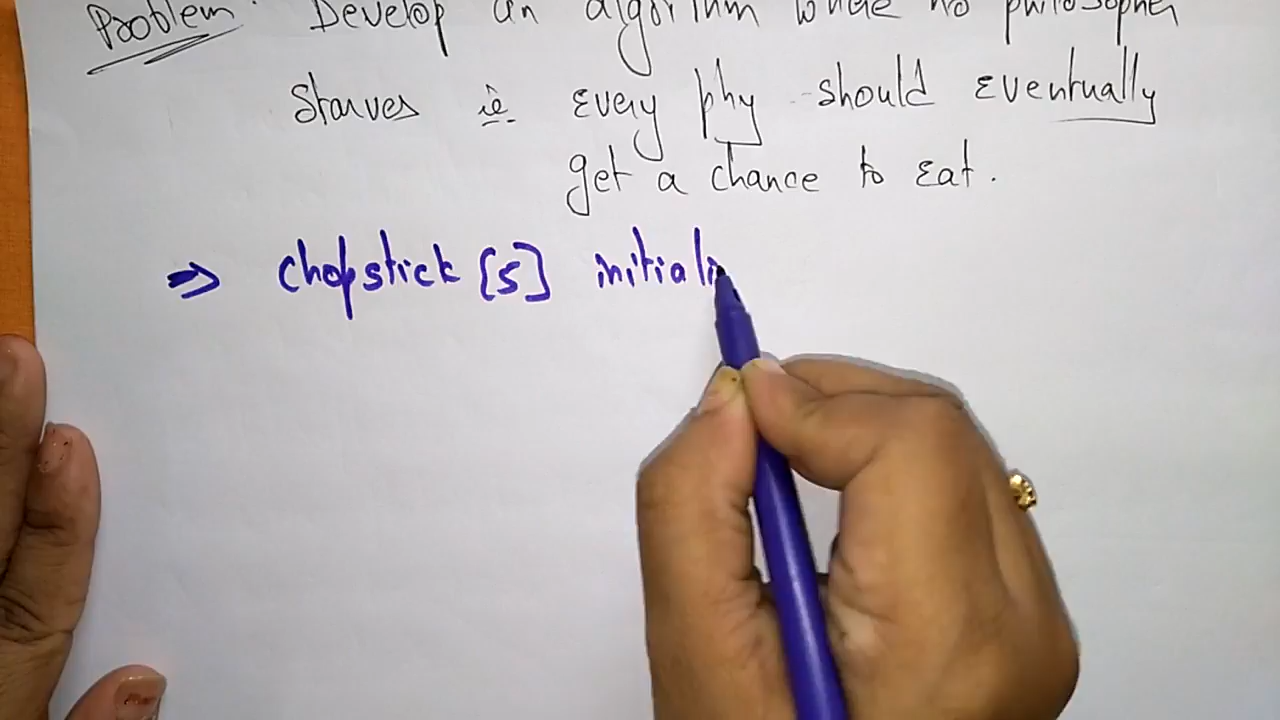 Problem: Develop an algorithm where no philosopher
Starves ie Every phy should Eventually
get a chance to Eat.
⇒ Chopstick [5] initiali